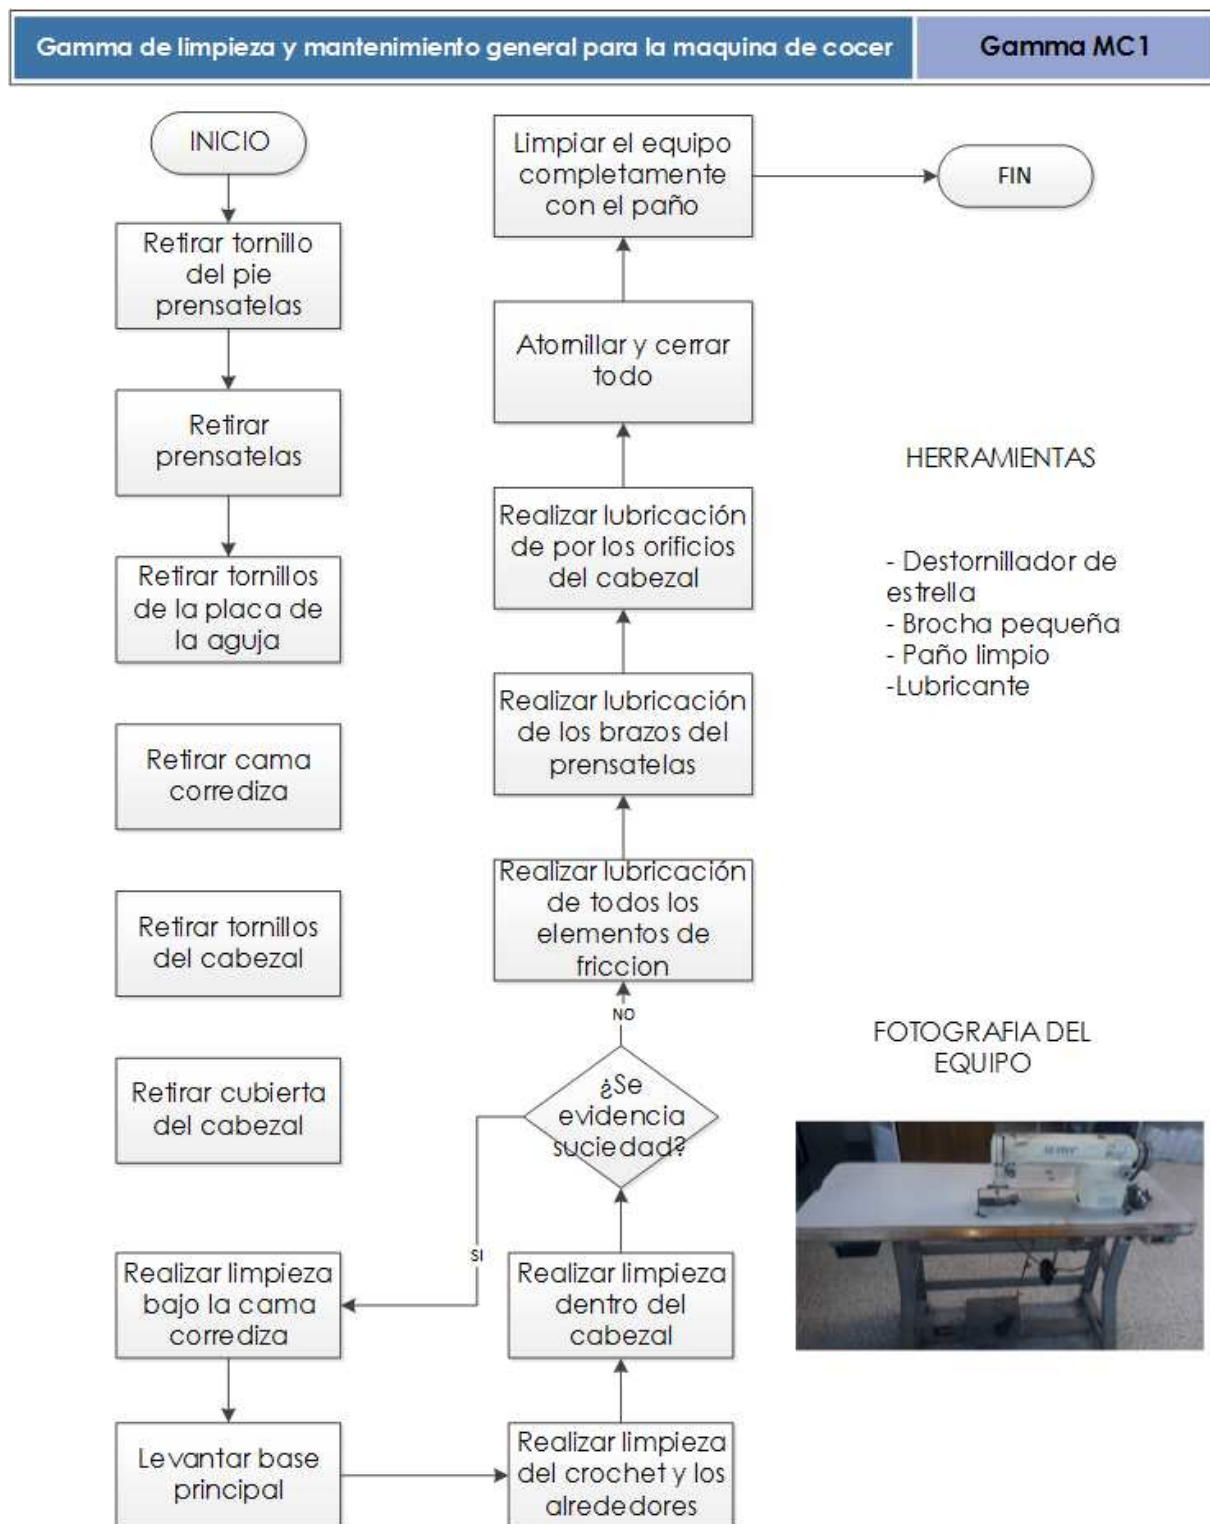 Gamma de limpieza y mantenimiento general para la maquina de cocer
Gamma MC1
INICIO
Retirar tornillo
del pie
prensatelas
Retirar
prensatelas
Retirar tornillos
de la placa de
la aguja
Retirar cama
corrediza
Retirar tornillos
del cabezal
Retirar cubierta
del cabezal
Realizar limpieza
bajo la cama
corrediza
Levantar base
principal
Realizar limpieza
del crochet y los
alrededores
Realizar limpieza
dentro del
cabezal
¿Se
evidencia
suciedad?
SI
NO
Realizar lubricación
de todos los
elementos de
friccion
Realizar lubricación
de los brazos del
prensatelas
Realizar lubricación
de por los orificios
del cabezal
Atornillar y cerrar
todo
Limpiar el equipo
completamente
con el paño
FIN
HERRAMIENTAS
- Destornillador de
estrella
- Brocha pequeña
- Paño limpio
-Lubricante
FOTOGRAFIA DEL
EQUIPO